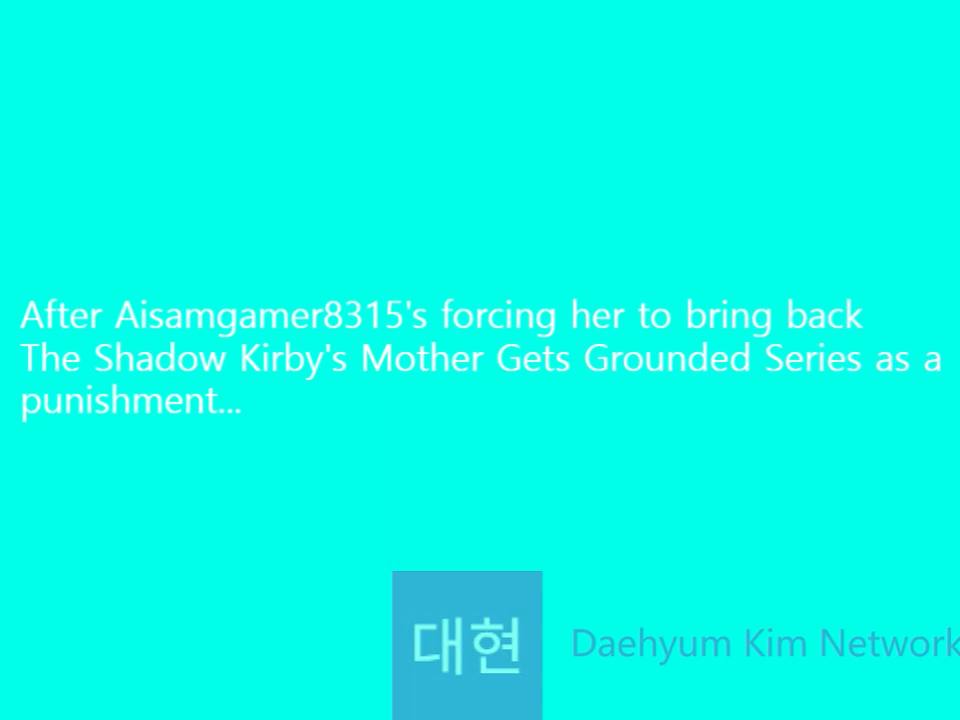 After Aisamgamer8315's forcing her to bring back
The Shadow Kirby's Mother Gets Grounded Series as a
punishment...
대현
Daehyum Kim Network